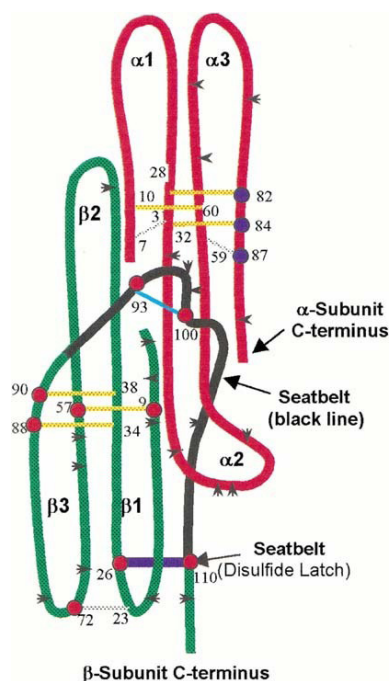 α1
α3
28
β2
10
82
3
60
84
7
32
59
87
α-Subunit
C-terminus
93
100
Seatbelt
(black line)
90
38
57
9
88
34
α2
β3
β1
Seatbelt
26
110
(Disulfide Latch)
72
23
β-Subunit C-terminus